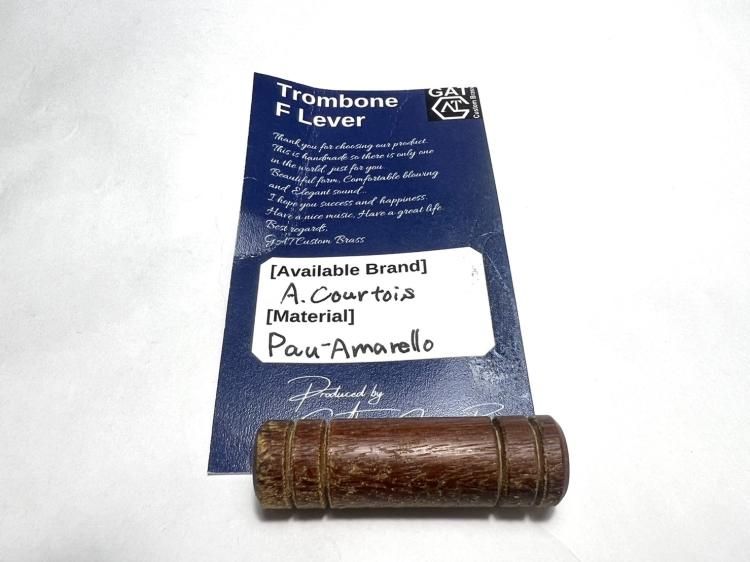 Trombone
F Lever
GAT
GAT
Custom Brass
Thank you for choosing our product.
This is handmade so there is only one
in the world just for you.
Beautiful form, Comfortable blowing
and Elegant sound...
I hope you success and happiness.
Have a nice music, Have a great life.
Best regards,
GATCustom Brass
[Available Brand]
A. Courtois
[Material]
Pau-Amarello
Produced by